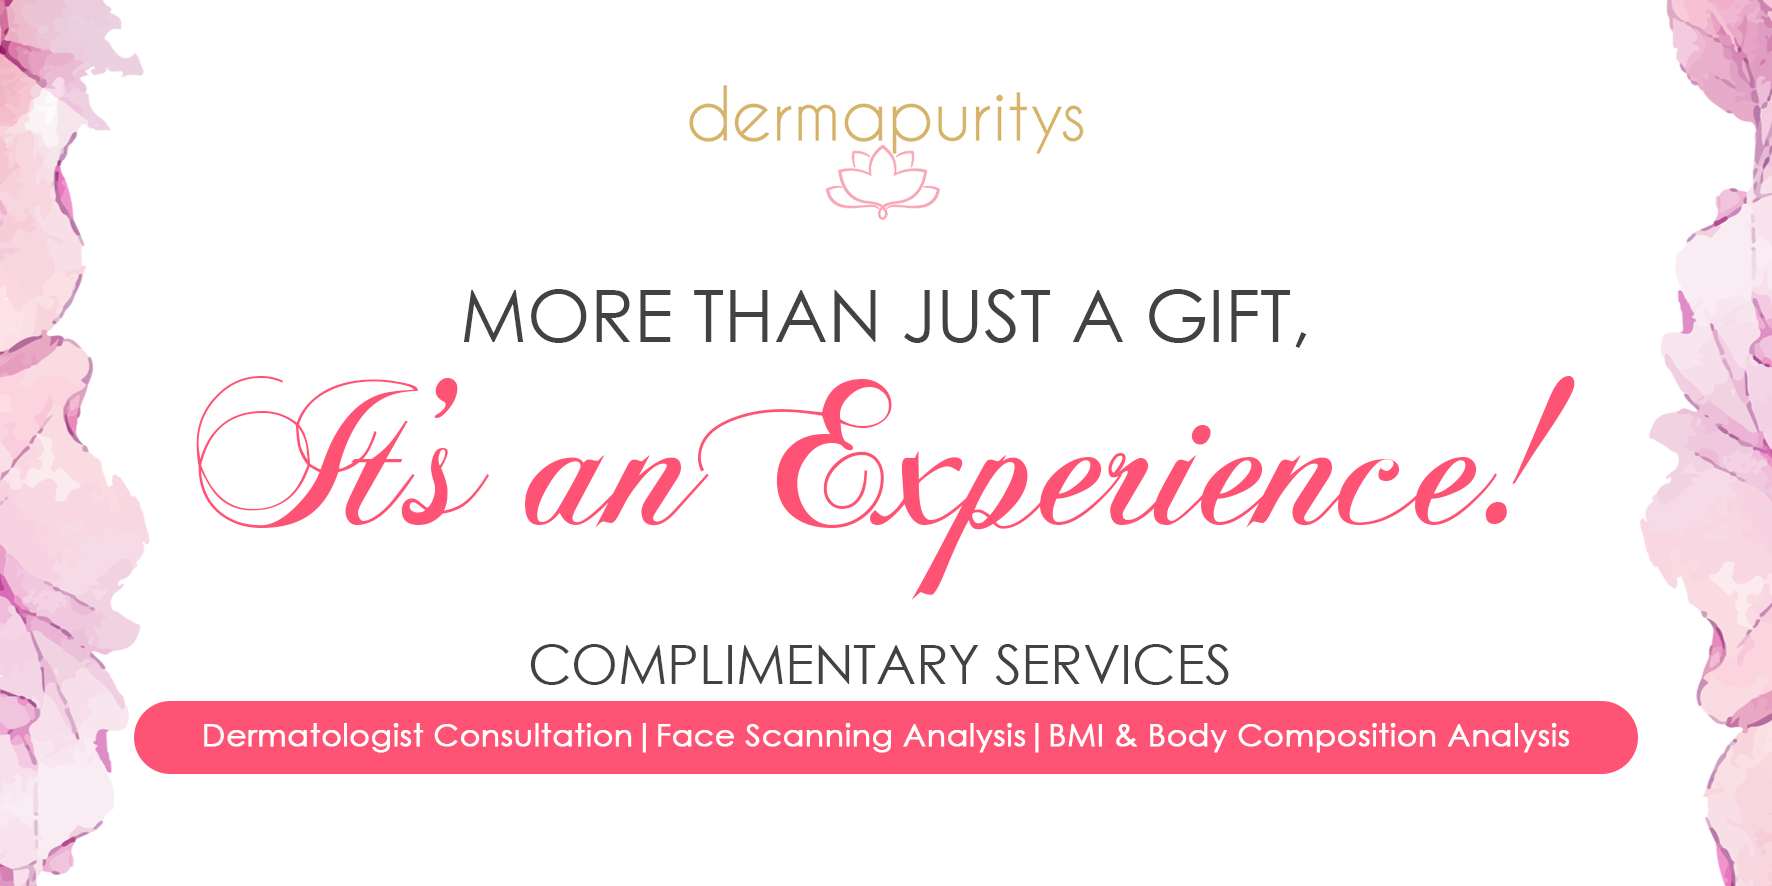 dermapuritys
MORE THAN JUST A GIFT,
It's an Experience!
COMPLIMENTARY SERVICES
Dermatologist Consultation|Face Scanning Analysis|BMI & Body Composition Analysis